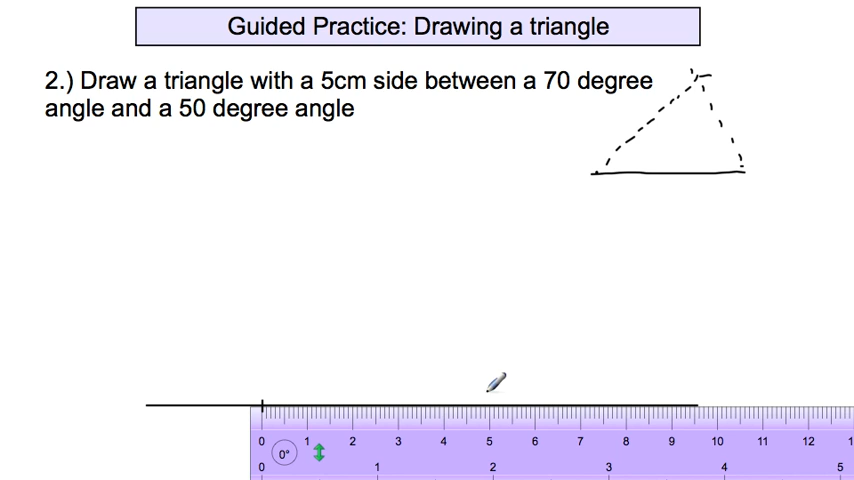 Guided Practice: Drawing a triangle
2.) Draw a triangle with a 5cm side between a 70 degree
angle and a 50 degree angle
0 1 2 3 4 5 6 7 8 9 10 11 12 1
0°
0 1 2 3 4 5